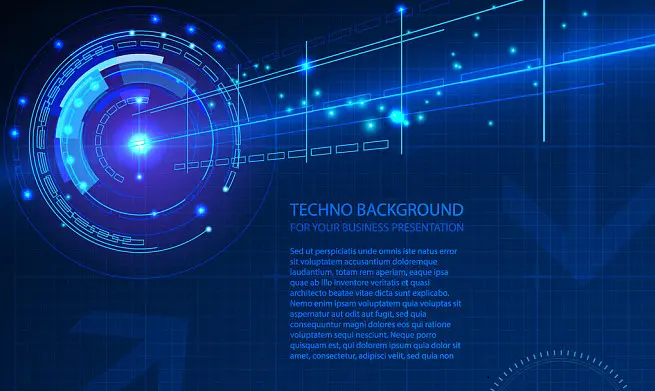 TECHNO BACKGROUND
FOR YOUR BUSINESS PRESENTATION
Sed ut perspiciatis unde omnis iste natus error
sit voluptatem accusantium doloremque
laudantium, totam rem aperiam, eaque ipsa
quae ab illo inventore veritatis et quasi
architecto beatae vitae dicta sunt explicabo.
Nemo enim ipsam voluptatem quia voluptas sit
aspernatur aut odit aut fugit, sed quia
consequuntur magni dolores eos qui ratione
voluptatem sequi nesciunt. Neque porro
quisquam est, qui dolorem ipsum quia dolor sit
amet, consectetur, adipisci velit, sed quia non